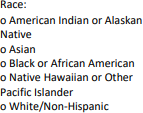 Race:
o American Indian or Alaskan
Native
o Asian
o Black or African American
o Native Hawaiian or Other
Pacific Islander
o White/Non-Hispanic